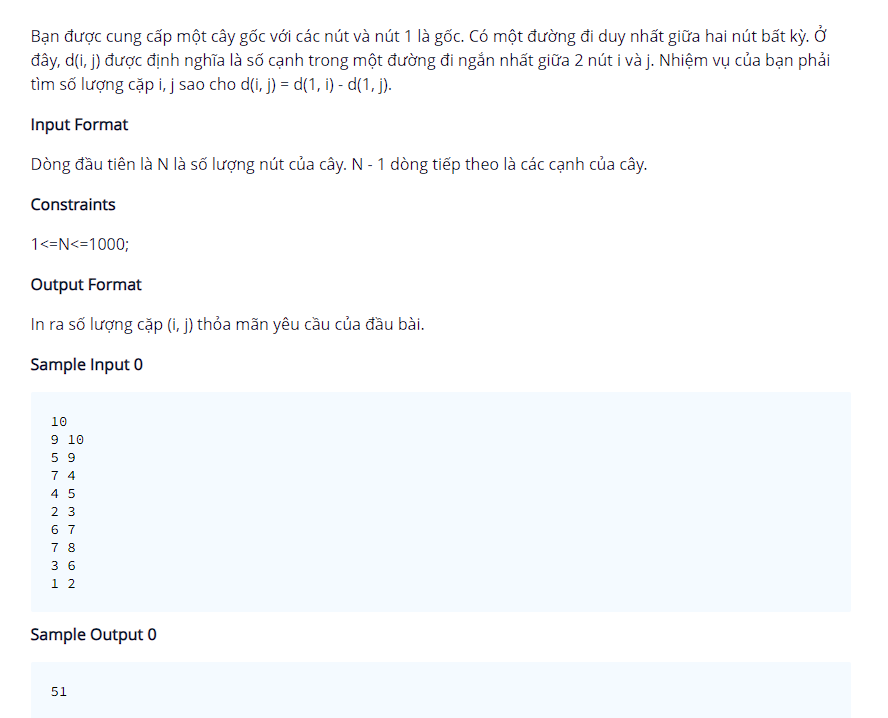 Bạn được cung cấp một cây gốc với các nút và nút 1 là gốc. Có một đường đi duy nhất giữa hai nút bất kỳ. Ở
đây, d(i, j) được định nghĩa là số cạnh trong một đường đi ngắn nhất giữa 2 nút i và j. Nhiệm vụ của bạn phải
tìm số lượng cặp i, j sao cho d(i, j) = d(1, i) - d(1, j).
Input Format
Dòng đầu tiên là N là số lượng nút của cây. N - 1 dòng tiếp theo là các cạnh của cây.
Constraints
1<=N<=1000;
Output Format
In ra số lượng cặp (i, j) thỏa mãn yêu cầu của đầu bài.
Sample Input 0
10
9 10
5 9
7 4
4 5
2 3
6 7
7 8
3 6
1 2
Sample Output 0
51